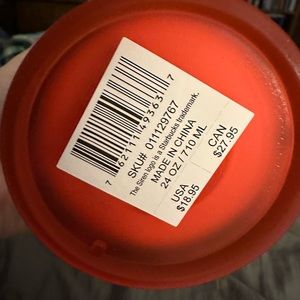 7 62111 49363 7
SKU# 011129767
The Siren logo is a Starbucks trademark.
MADE IN CHINA
24 OZ / 710 ML
USA
$18.95
CAN
$27.95